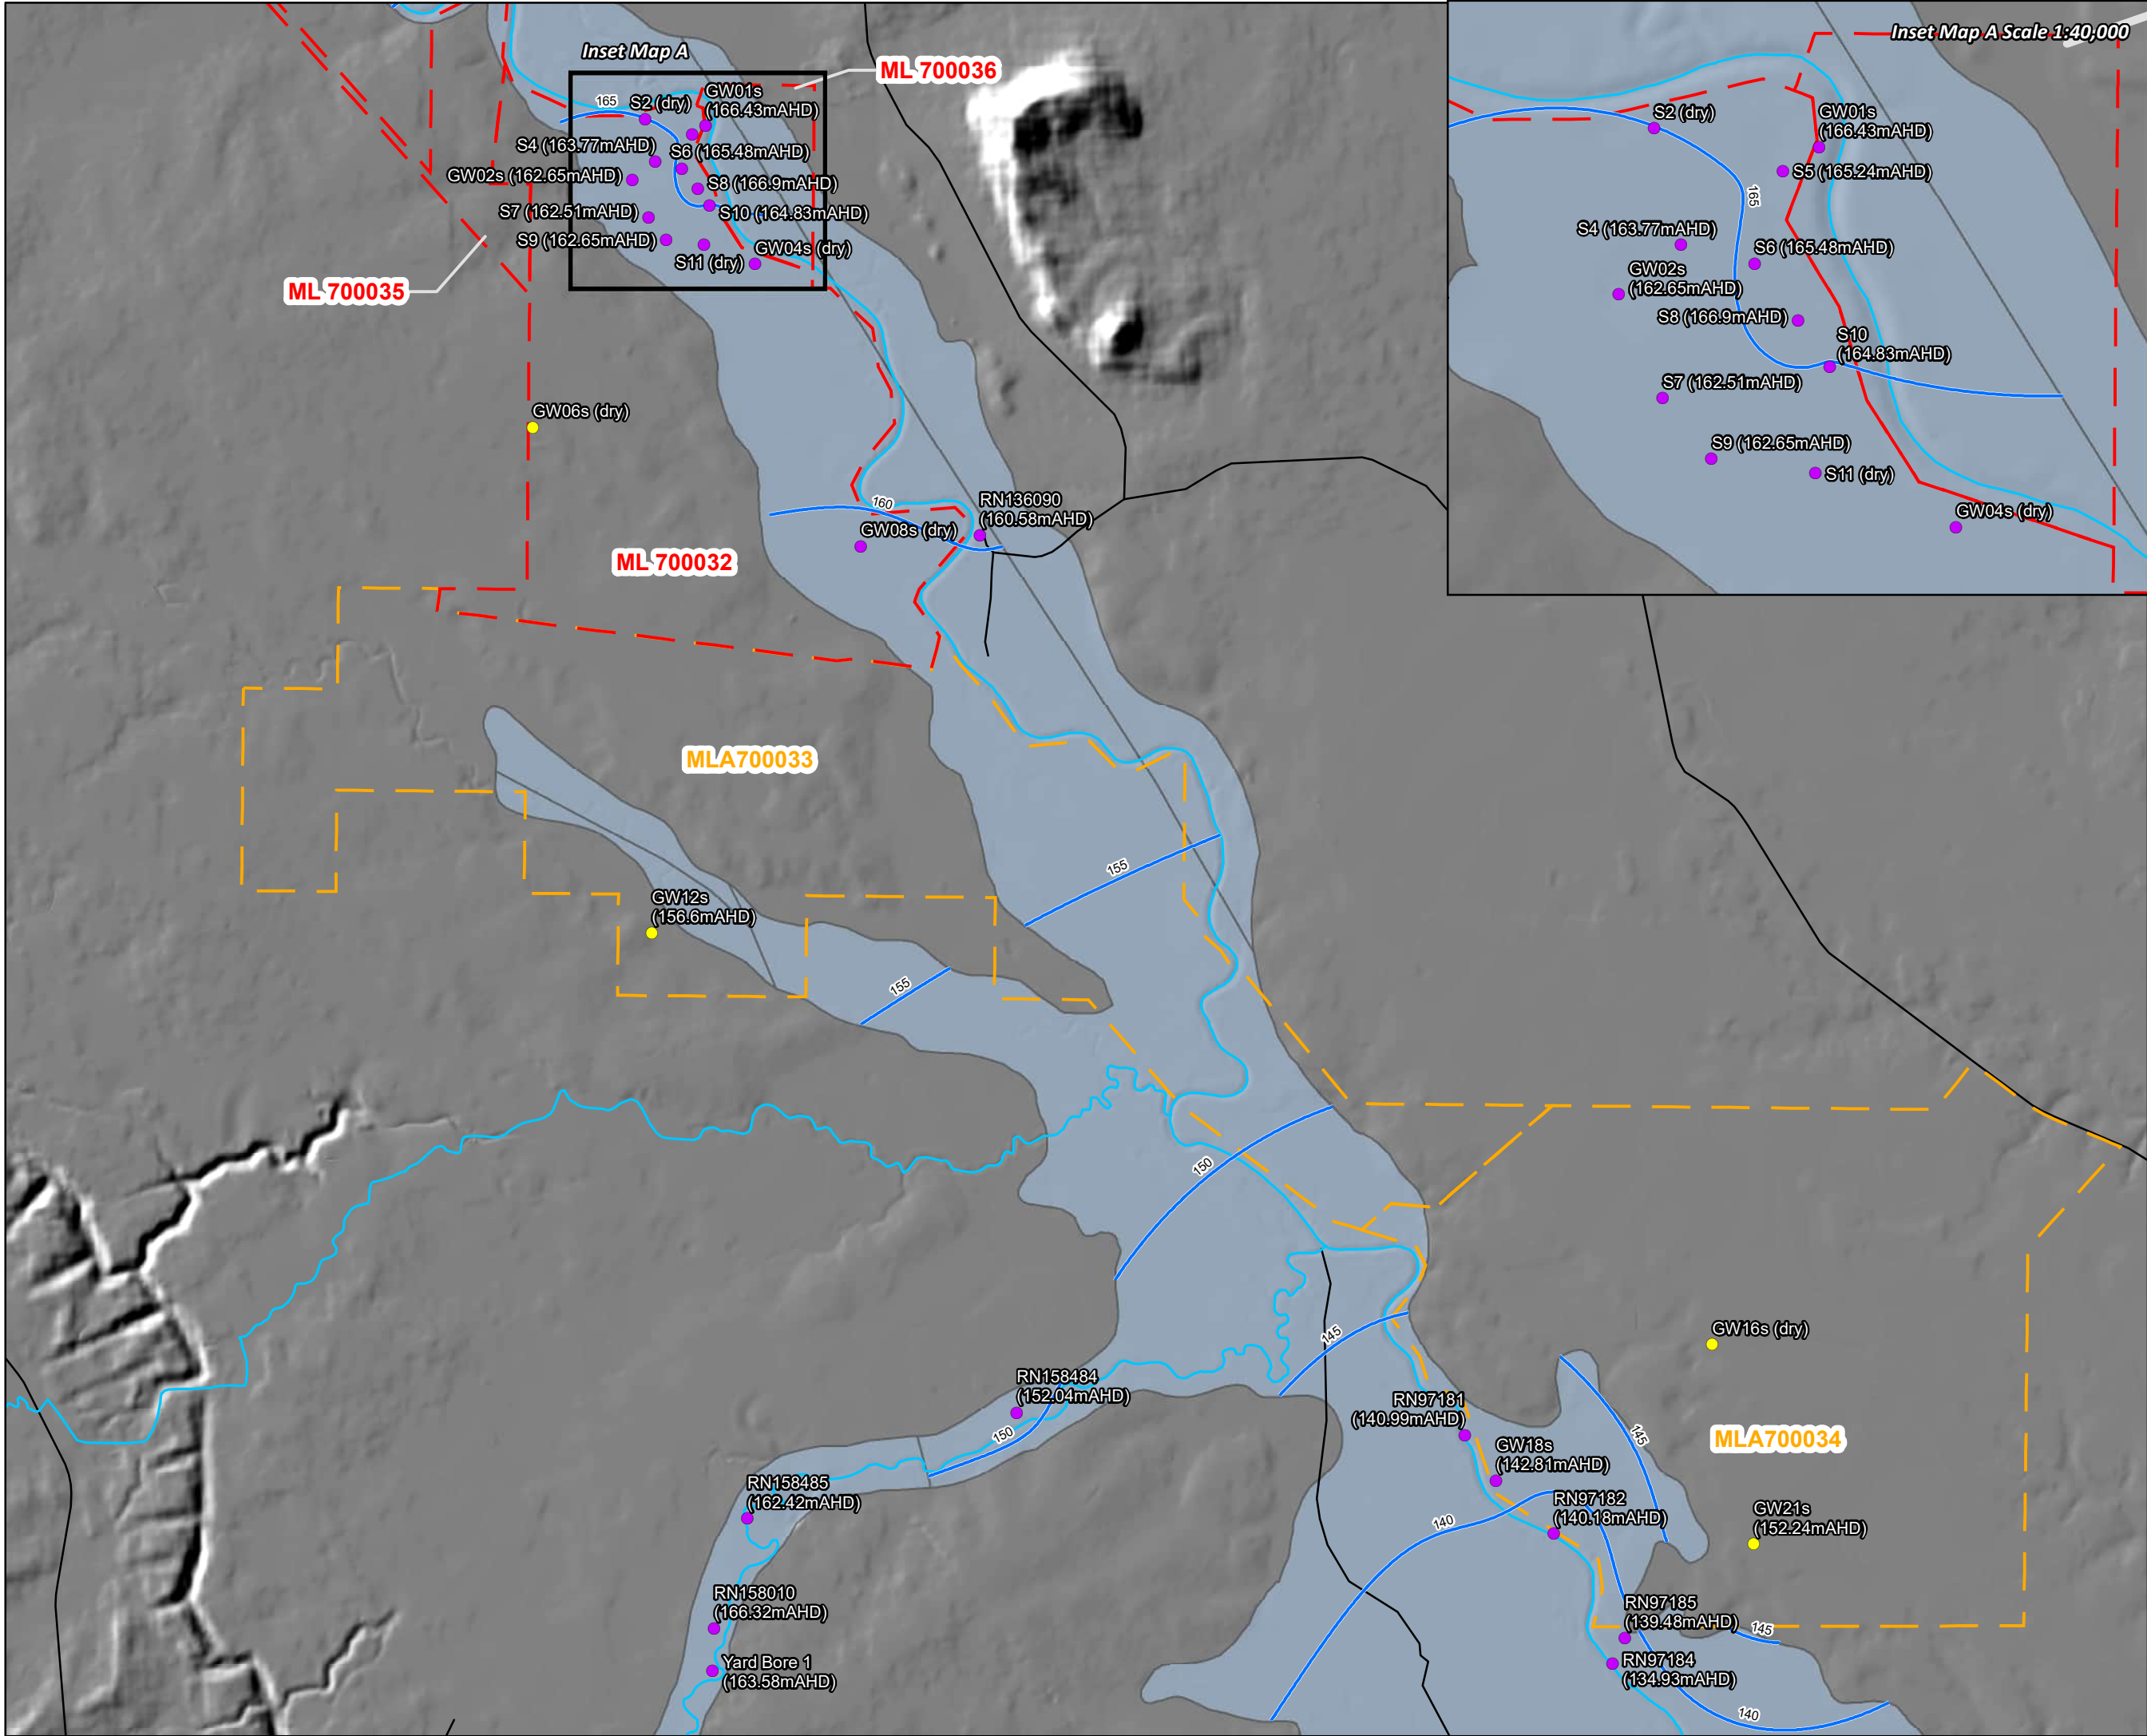 Inset Map A
ML 700036
165
S2 (dry)
GW01s
(166.43mAHD)
S4 (163.77mAHD)
S6 (165.48mAHD)
GW02s (162.65mAHD)
S8 (166.9mAHD)
S7 (162.51mAHD)
S10 (164.83mAHD)
S9 (162.65mAHD)
GW04s (dry)
S11 (dry)
ML 700035
Inset Map A Scale 1:40,000
S2 (dry)
GW01s
(166.43mAHD)
S5 (165.24mAHD)
165
S4 (163.77mAHD)
S6 (165.48mAHD)
GW02s
(162.65mAHD)
S8 (166.9mAHD)
S10
(164.83mAHD)
S7 (162.51mAHD)
S9 (162.65mAHD)
S11 (dry)
GW04s (dry)
GW06s (dry)
160
RN136090
(160.58mAHD)
GW08s (dry)
ML 700032
MLA700033
155
GW12s
(156.6mAHD)
155
150
145
GW16s (dry)
RN158484
(152.04mAHD)
150
RN97181
(140.99mAHD)
145
MLA700034
GW18s
(142.81mAHD)
RN158485
(162.42mAHD)
RN97182
(140.18mAHD)
140
GW21s
(152.24mAHD)
RN158010
(166.32mAHD)
RN97185
(139.48mAHD)
145
Yard Bore 1
(163.58mAHD)
RN97184
(134.93mAHD)
140